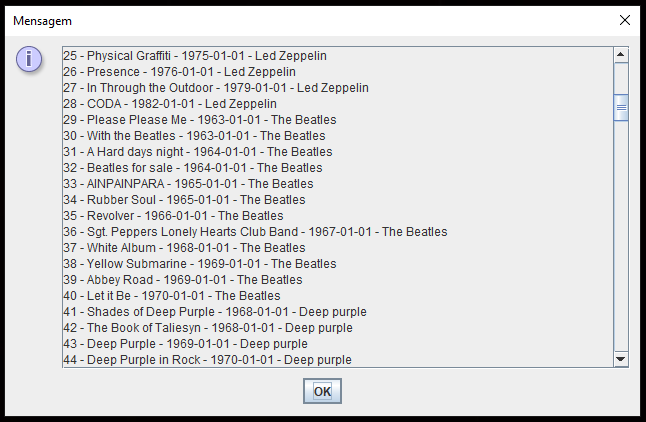 Mensagem
25 - Physical Graffiti - 1975-01-01 - Led Zeppelin
26 - Presence - 1976-01-01 - Led Zeppelin
27 - In Through the Outdoor - 1979-01-01 - Led Zeppelin
28 - CODA - 1982-01-01 - Led Zeppelin
29 - Please Please Me - 1963-01-01 - The Beatles
30 - With the Beatles - 1963-01-01 - The Beatles
31 - A Hard days night - 1964-01-01 - The Beatles
32 - Beatles for sale - 1964-01-01 - The Beatles
33 - AINPAINPARA - 1965-01-01 - The Beatles
34 - Rubber Soul - 1965-01-01 - The Beatles
35 - Revolver - 1966-01-01 - The Beatles
36 - Sgt. Peppers Lonely Hearts Club Band - 1967-01-01 - The Beatles
37 - White Album - 1968-01-01 - The Beatles
38 - Yellow Submarine - 1969-01-01 - The Beatles
39 - Abbey Road - 1969-01-01 - The Beatles
40 - Let it Be - 1970-01-01 - The Beatles
41 - Shades of Deep Purple - 1968-01-01 - Deep purple
42 - The Book of Taliesyn - 1968-01-01 - Deep purple
43 - Deep Purple - 1969-01-01 - Deep purple
44 - Deep Purple in Rock - 1970-01-01 - Deep purple
OK